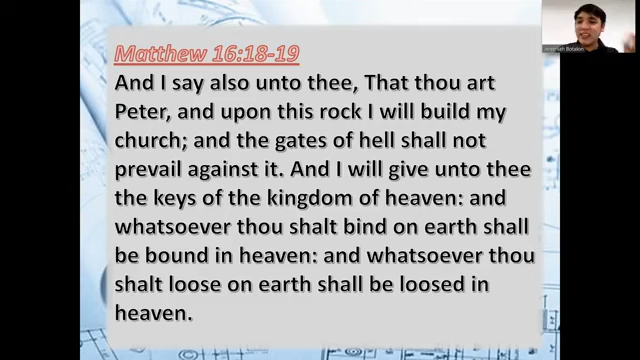 Matthew 16:18-19
And I say also unto thee, That thou art
Peter, and upon this rock I will build my
church; and the gates of hell shall not
prevail against it. And I will give unto thee
the keys of the kingdom of heaven: and
whatsoever thou shalt bind on earth shall
be bound in heaven: and whatsoever thou
shalt loose on earth shall be loosed in
heaven.
Botalon